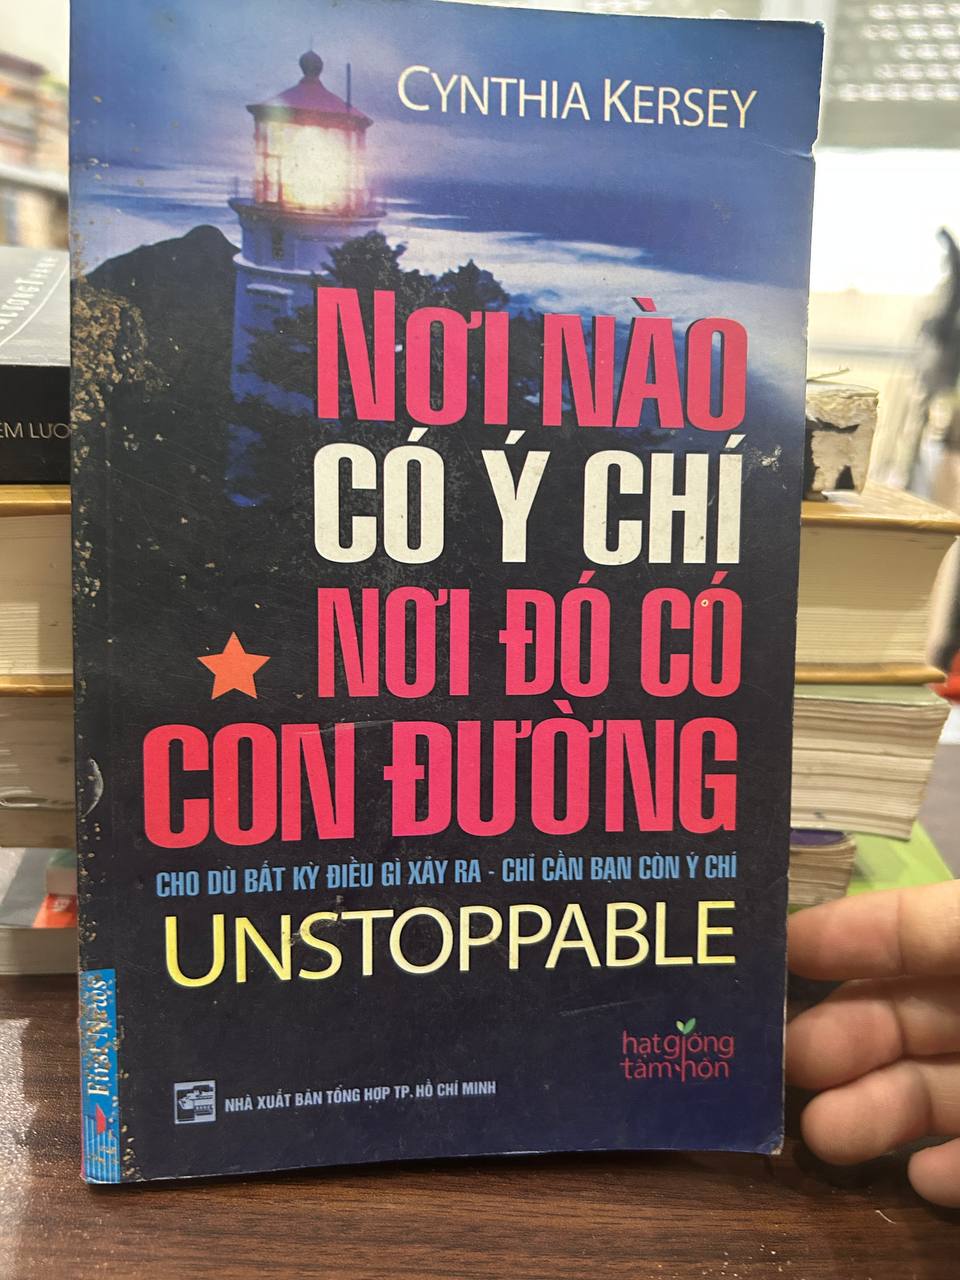 CYNTHIA KERSEY
NƠI NÀO
CÓ Ý CHÍ
NƠI ĐÓ CÓ
CON ĐƯỜNG
CHO DÙ BẤT KỲ ĐIỀU GÌ XẢY RA - CHỈ CẦN BẠN CÒN Ý CHÍ
UNSTOPPABLE
hạt giống
tâm hồn
First News
NHÀ XUẤT BẢN TỔNG HỢP TP. HỒ CHÍ MINH